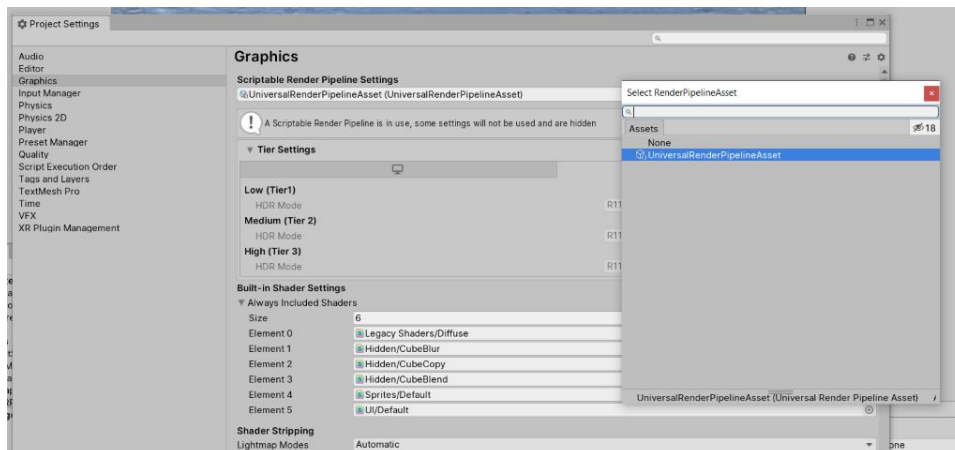 Project Settings
Audio
Editor
Graphics
Input Manager
Physics
Physics 2D
Player
Preset Manager
Quality
Script Execution Order
Tags and Layers
TextMesh Pro
Time
VFX
XR Plugin Management
Graphics
Scriptable Render Pipeline Settings
UniversalRenderPipelineAsset (UniversalRenderPipelineAsset)
A Scriptable Render Pipeline is in use, some settings will not be used and are hidden
Tier Settings
Low (Tier1)
HDR Mode R11
Medium (Tier 2)
HDR Mode R11
High (Tier 3)
HDR Mode R11
Built-in Shader Settings
Always Included Shaders
Size 6
Element 0 Legacy Shaders/Diffuse
Element 1 Hidden/CubeBlur
Element 2 Hidden/CubeCopy
Element 3 Hidden/CubeBlend
Element 4 Sprites/Default
Element 5 UI/Default
Shader Stripping
Lightmap Modes Automatic
Select RenderPipelineAsset
Assets 18
None
UniversalRenderPipelineAsset
UniversalRenderPipelineAsset (Universal Render Pipeline Asset)